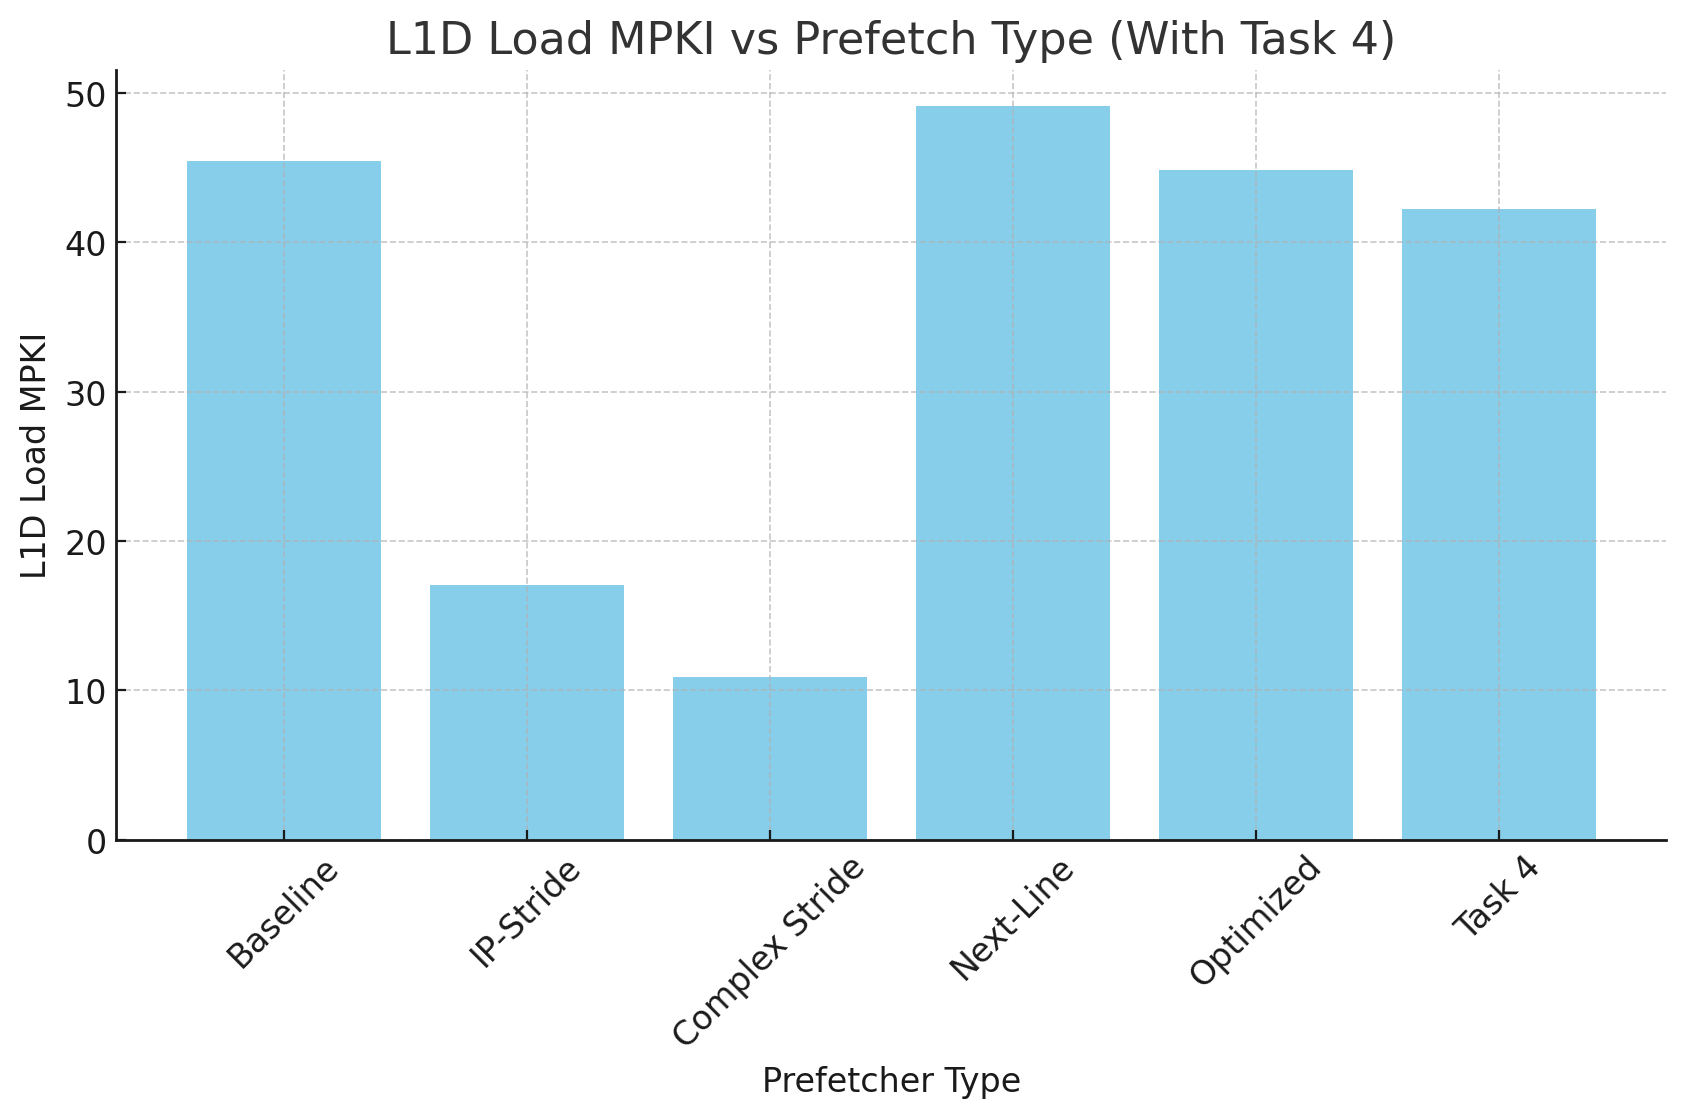 L1D Load MPKI vs Prefetch Type (With Task 4)
L1D Load MPKI
50
40
30
20
10
0
Baseline
IP-Stride
Complex Stride
Next-Line
Optimized
Task 4
Prefetcher Type